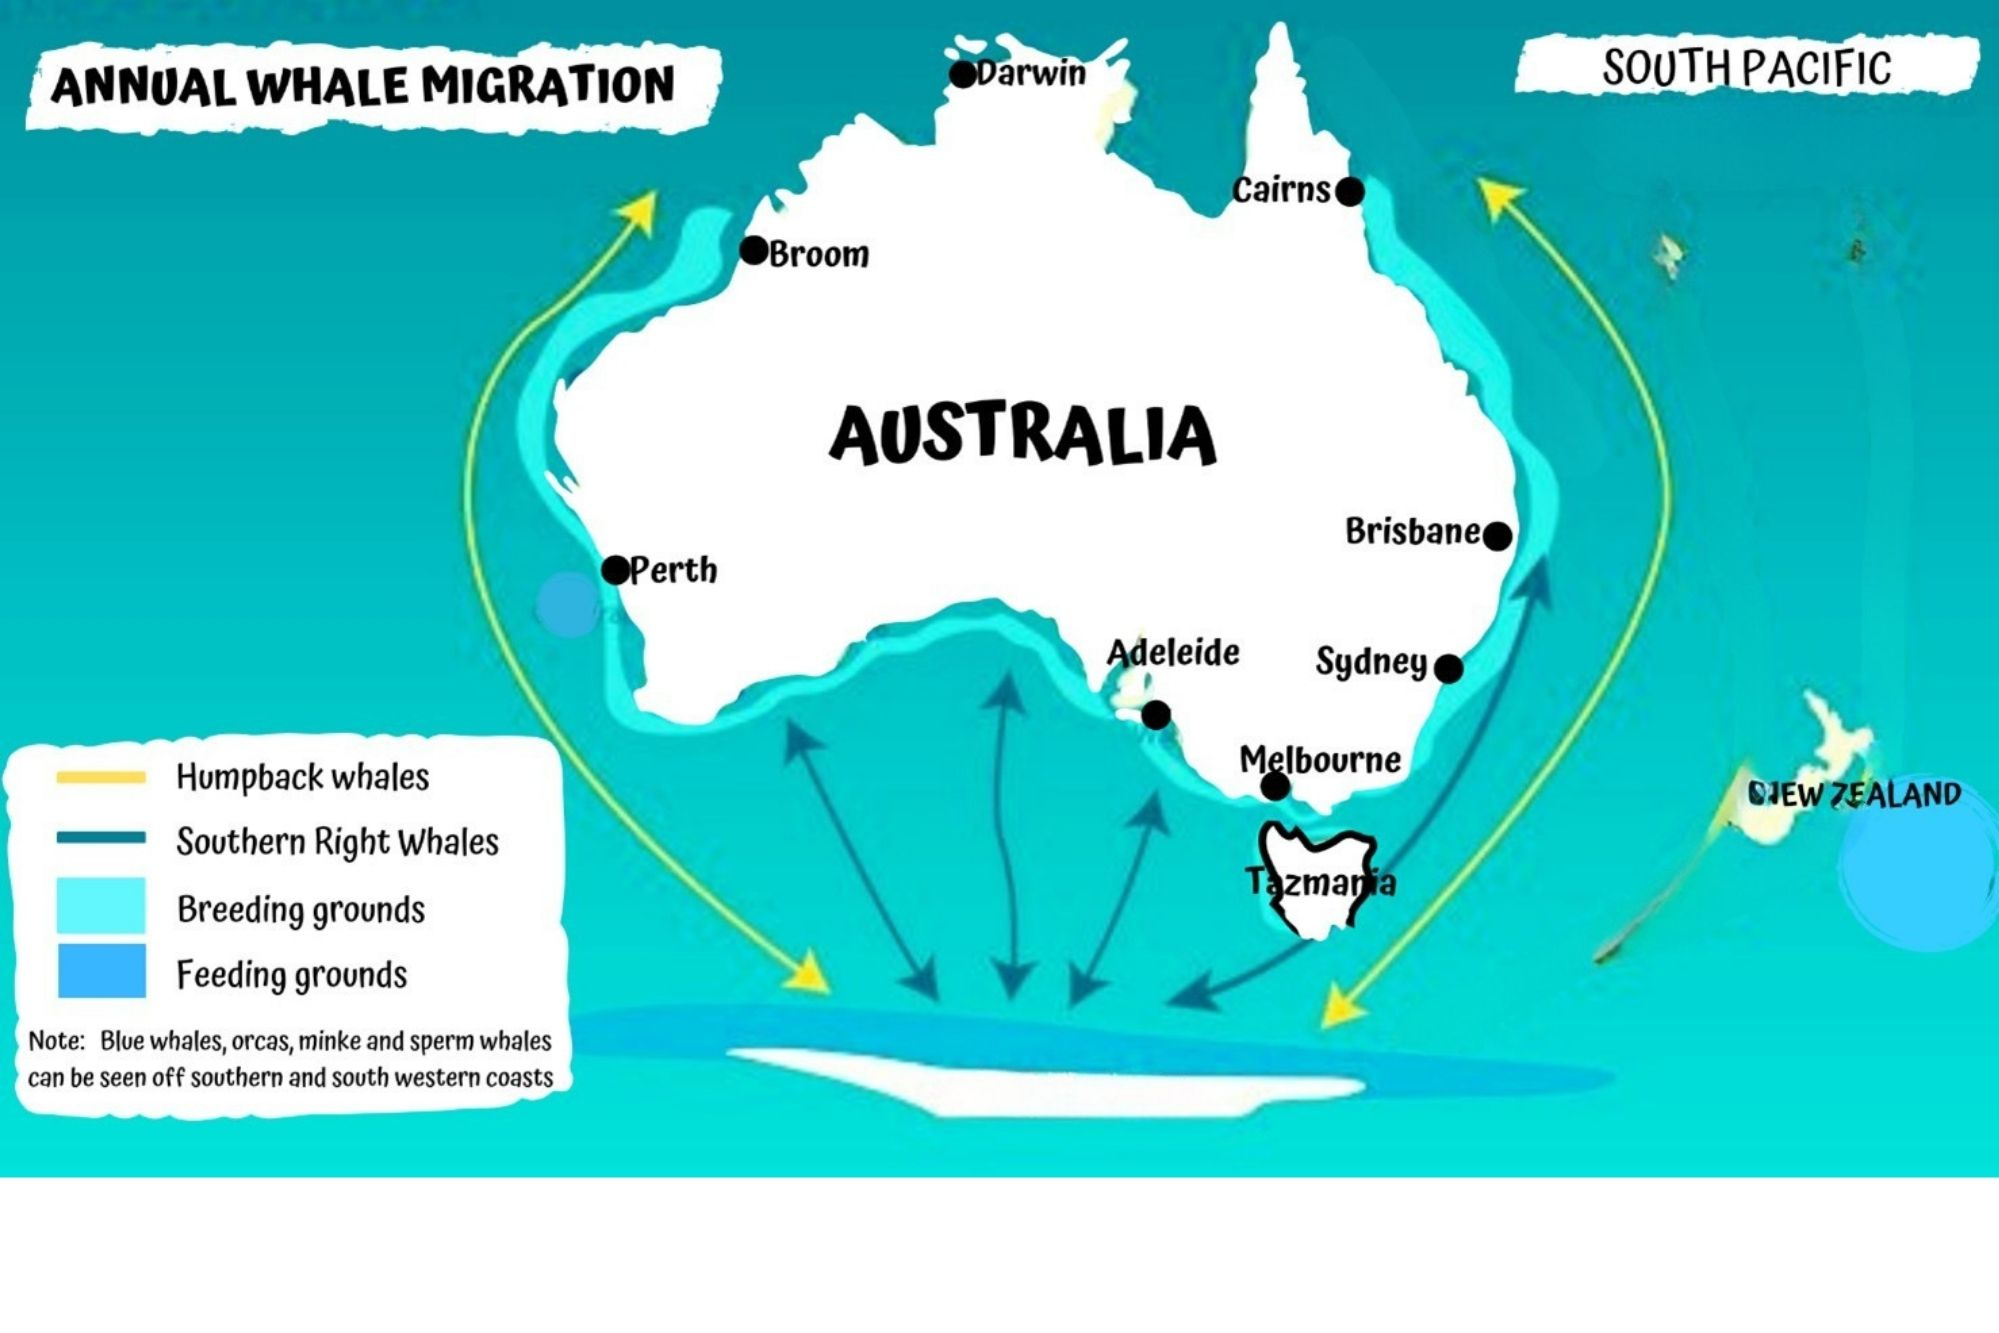 ANNUAL WHALE MIGRATION
SOUTH PACIFIC
Darwin
Cairns
Broom
AUSTRALIA
Brisbane
Perth
Adeleide
Sydney
Melbourne
Tazmania
NEW ZEALAND
Humpback whales
Southern Right Whales
Breeding grounds
Feeding grounds
Note: Blue whales, orcas, minke and sperm whales
can be seen off southern and south western coasts